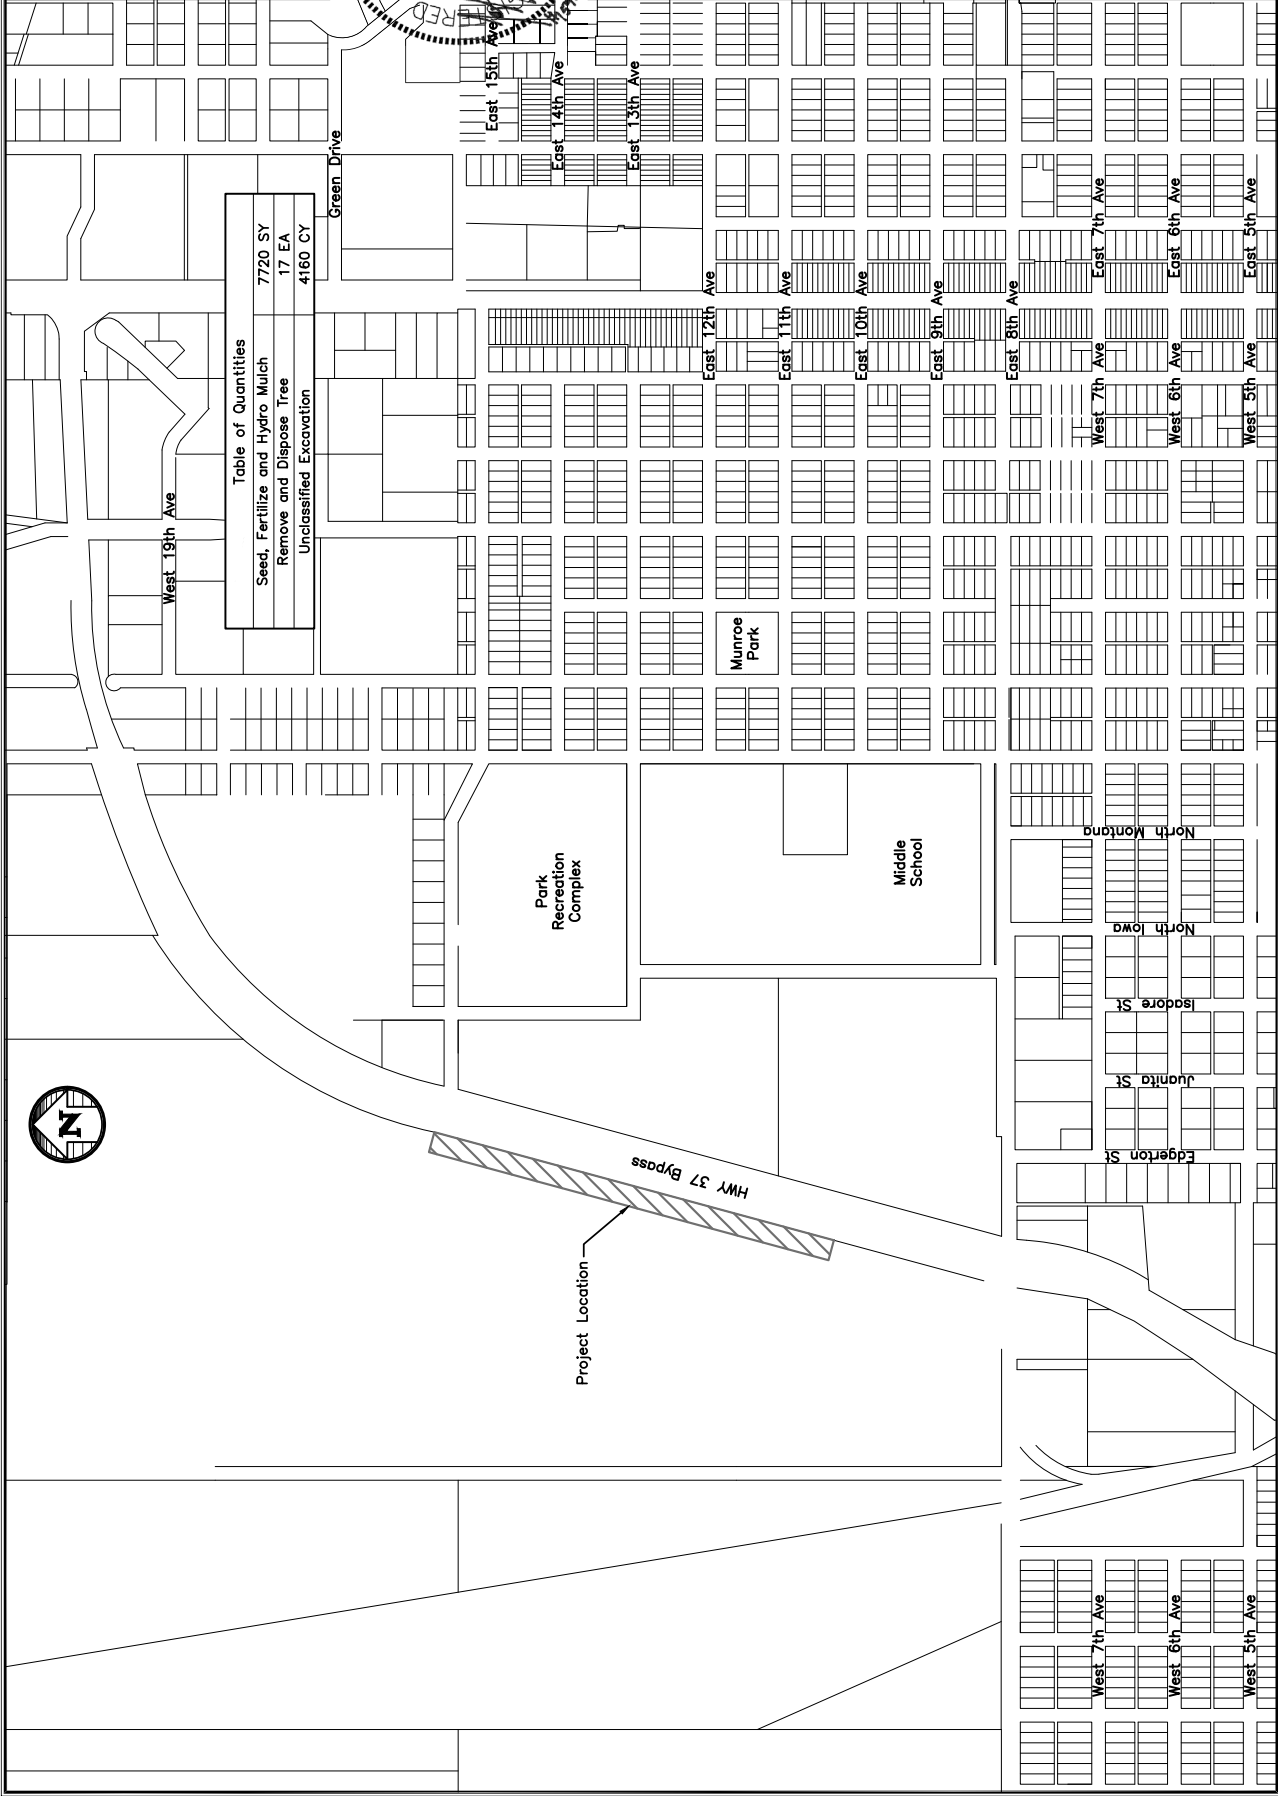 East 15th Ave
East 14th Ave
East 13th Ave
Green Drive
Table of Quantities
Seed, Fertilize and Hydro Mulch 7720 SY
Remove and Dispose Tree 17 EA
Unclassified Excavation 4160 CY
West 19th Ave
East 12th Ave
East 11th Ave
East 10th Ave
East 9th Ave
East 8th Ave
East 7th Ave
East 6th Ave
East 5th Ave
West 7th Ave
West 6th Ave
West 5th Ave
Munroe
Park
Park
Recreation
Complex
Middle
School
North Montana
North Iowa
Isadore St
Juanita St
Edgerton St
N
HWY 37 Bypass
Project Location
West 7th Ave
West 6th Ave
West 5th Ave